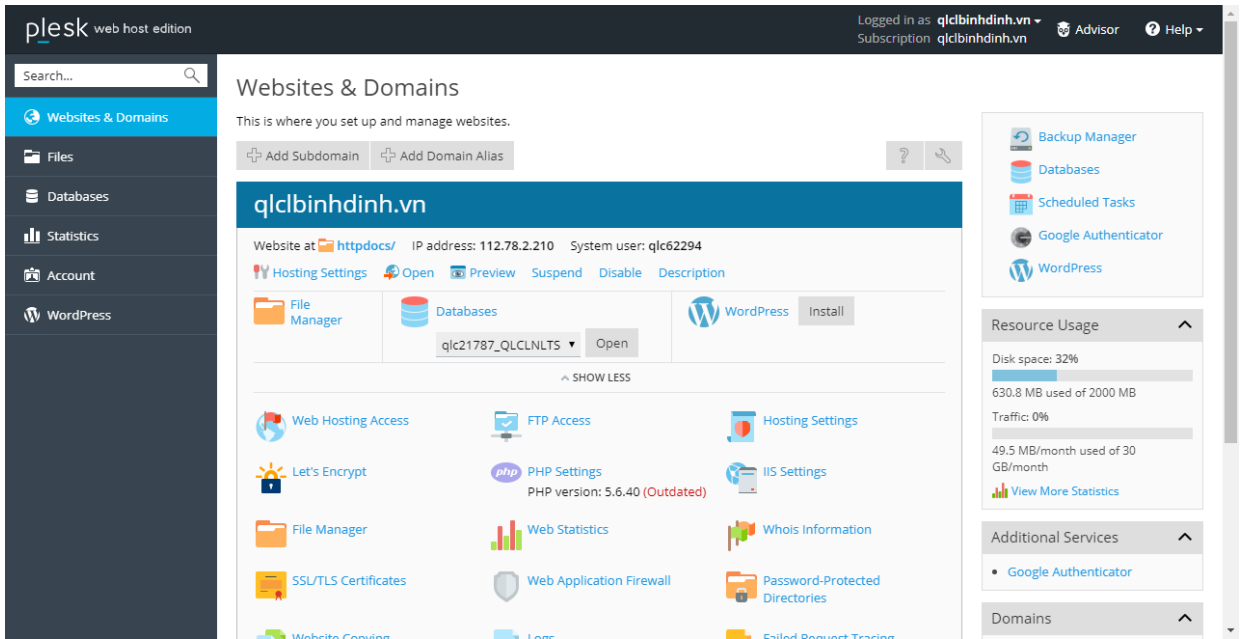 plesk web host edition
Logged in as qlclbinhdinh.vn
Subscription qlclbinhdinh.vn
Advisor
Help
Search...
Websites & Domains
Files
Databases
Statistics
Account
WordPress
Websites & Domains
This is where you set up and manage websites.
Add Subdomain
Add Domain Alias
?
qlclbinhdinh.vn
Website at httpdocs/ IP address: 112.78.2.210 System user: qlc62294
Hosting Settings Open Preview Suspend Disable Description
File
Manager
Databases
qlc21787_QLCLNLTS
Open
WordPress
Install
SHOW LESS
Web Hosting Access
FTP Access
Hosting Settings
Let's Encrypt
php
PHP Settings
PHP version: 5.6.40 (Outdated)
IIS Settings
File Manager
Web Statistics
Whois Information
SSL/TLS Certificates
Web Application Firewall
Password-Protected
Directories
Website Copying
Logs
Failed Request Tracing
Backup Manager
Databases
Scheduled Tasks
Google Authenticator
WordPress
Resource Usage
Disk space: 32%
630.8 MB used of 2000 MB
Traffic: 0%
49.5 MB/month used of 30
GB/month
View More Statistics
Additional Services
Google Authenticator
Domains